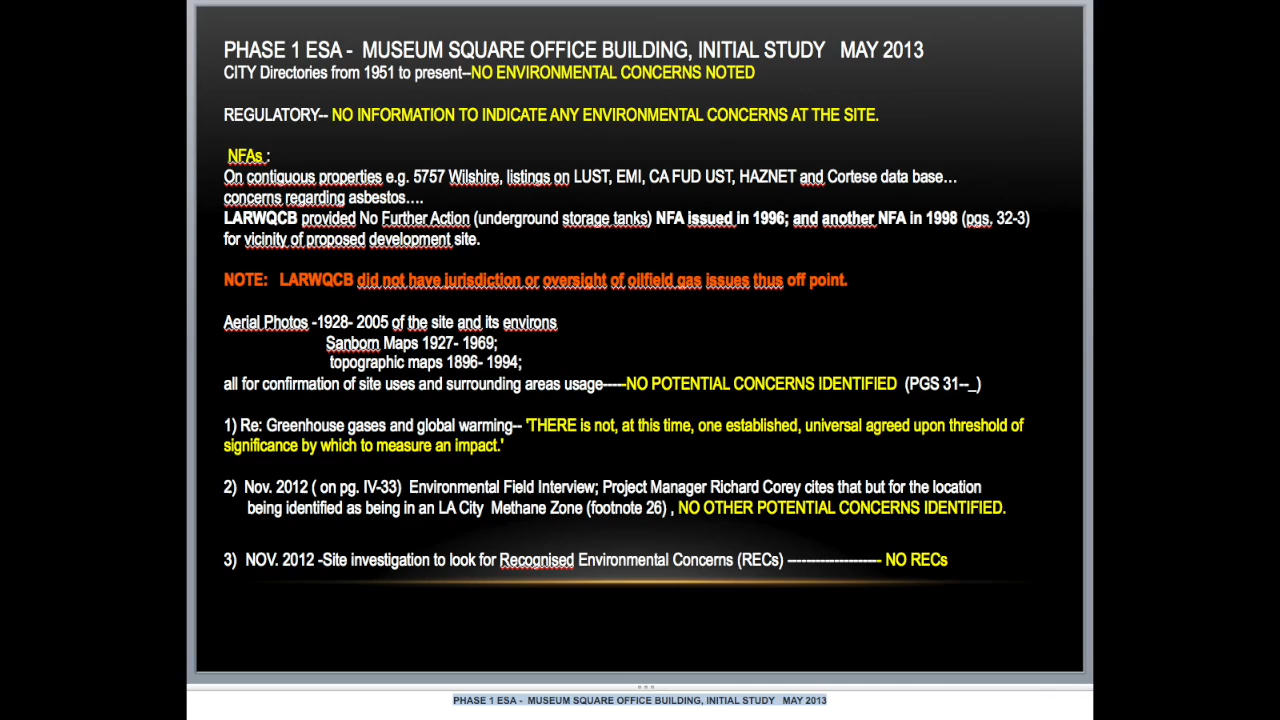 PHASE 1 ESA - MUSEUM SQUARE OFFICE BUILDING, INITIAL STUDY MAY 2013
CITY Directories from 1951 to present--NO ENVIRONMENTAL CONCERNS NOTED
REGULATORY-- NO INFORMATION TO INDICATE ANY ENVIRONMENTAL CONCERNS AT THE SITE.
NFAs :
On contiguous properties e.g. 5757 Wilshire, listings on LUST, EMI, CA FUD UST, HAZNET and Cortese data base…
concerns regarding asbestos….
LARWQCB provided No Further Action (underground storage tanks) NFA issued in 1996; and another NFA in 1998 (pgs. 32-3)
for vicinity of proposed development site.
NOTE: LARWQCB did not have jurisdiction or oversight of oilfield gas issues thus off point.
Aerial Photos -1928- 2005 of the site and its environs
Sanborn Maps 1927- 1969;
topographic maps 1896- 1994;
all for confirmation of site uses and surrounding areas usage-----NO POTENTIAL CONCERNS IDENTIFIED (PGS 31--_)
1) Re: Greenhouse gases and global warming-- 'THERE is not, at this time, one established, universal agreed upon threshold of
significance by which to measure an impact.'
2) Nov. 2012 ( on pg. IV-33) Environmental Field Interview; Project Manager Richard Corey cites that but for the location
being identified as being in an LA City Methane Zone (footnote 26) , NO OTHER POTENTIAL CONCERNS IDENTIFIED.
3) NOV. 2012 -Site investigation to look for Recognised Environmental Concerns (RECs) -------------------- NO RECs
PHASE 1 ESA - MUSEUM SQUARE OFFICE BUILDING, INITIAL STUDY MAY 2013